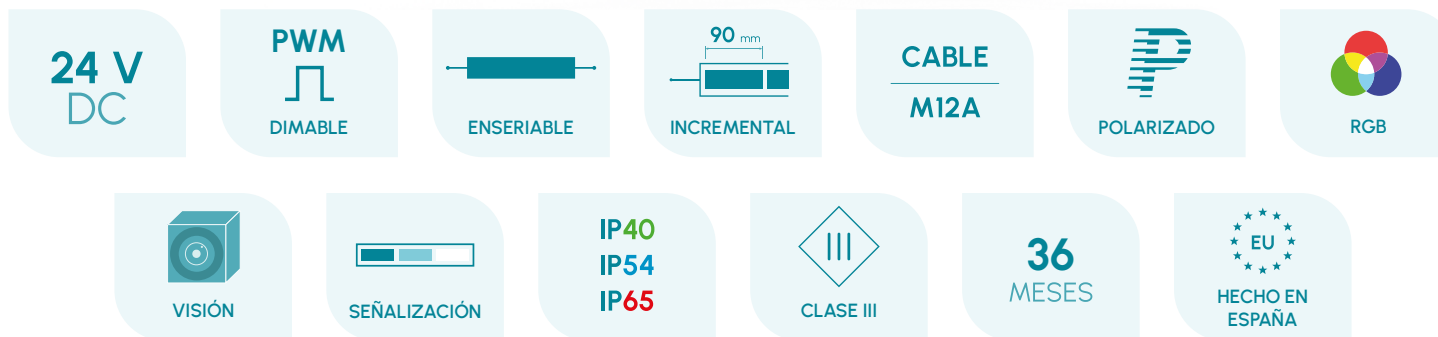 24 V
DC
PWM
DIMABLE
ENSERIABLE
90 mm
INCREMENTAL
CABLE
M12A
P
POLARIZADO
RGB
VISIÓN
SEÑALIZACIÓN
IP40
IP54
IP65
III
CLASE III
36
MESES
EU
HECHO EN
ESPAÑA